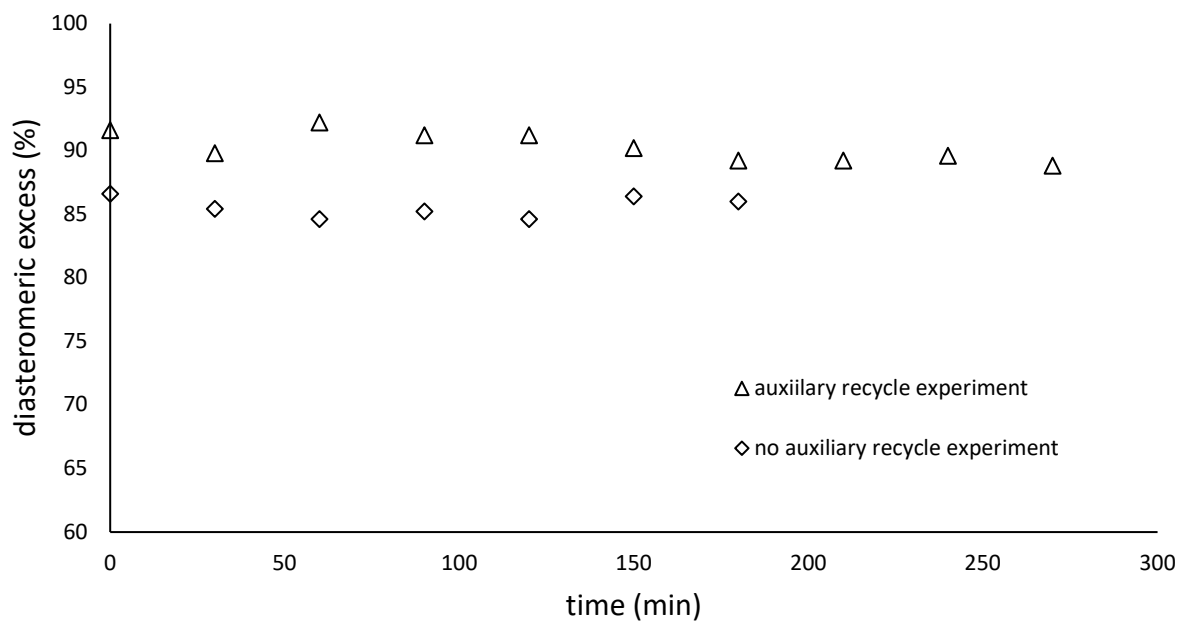 100
95
90
85
80
75
70
65
60
diasteromeric excess (%)
auxiilary recycle experiment
no auxiliary recycle experiment
0 50 100 150 200 250 300
time (min)